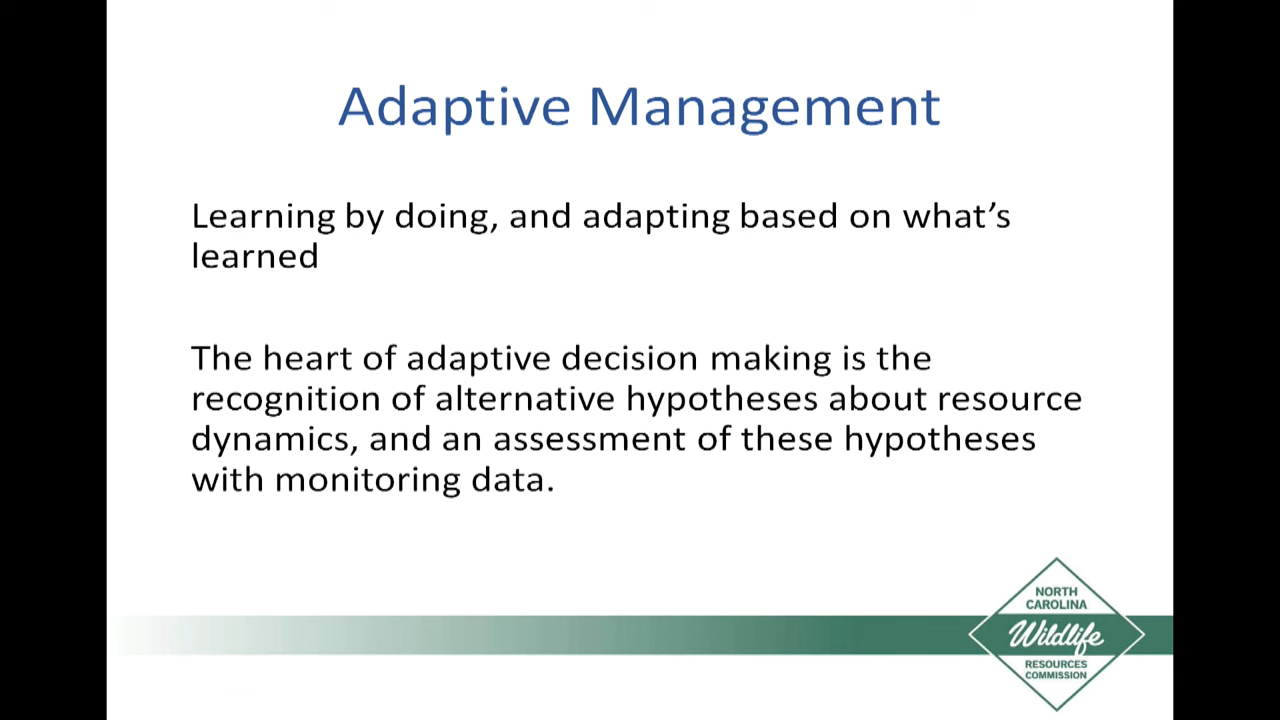 Adaptive Management
Learning by doing, and adapting based on what’s
learned
The heart of adaptive decision making is the
recognition of alternative hypotheses about resource
dynamics, and an assessment of these hypotheses
with monitoring data.
NORTH
CAROLINA
Wildlife
RESOURCES
COMMISSION